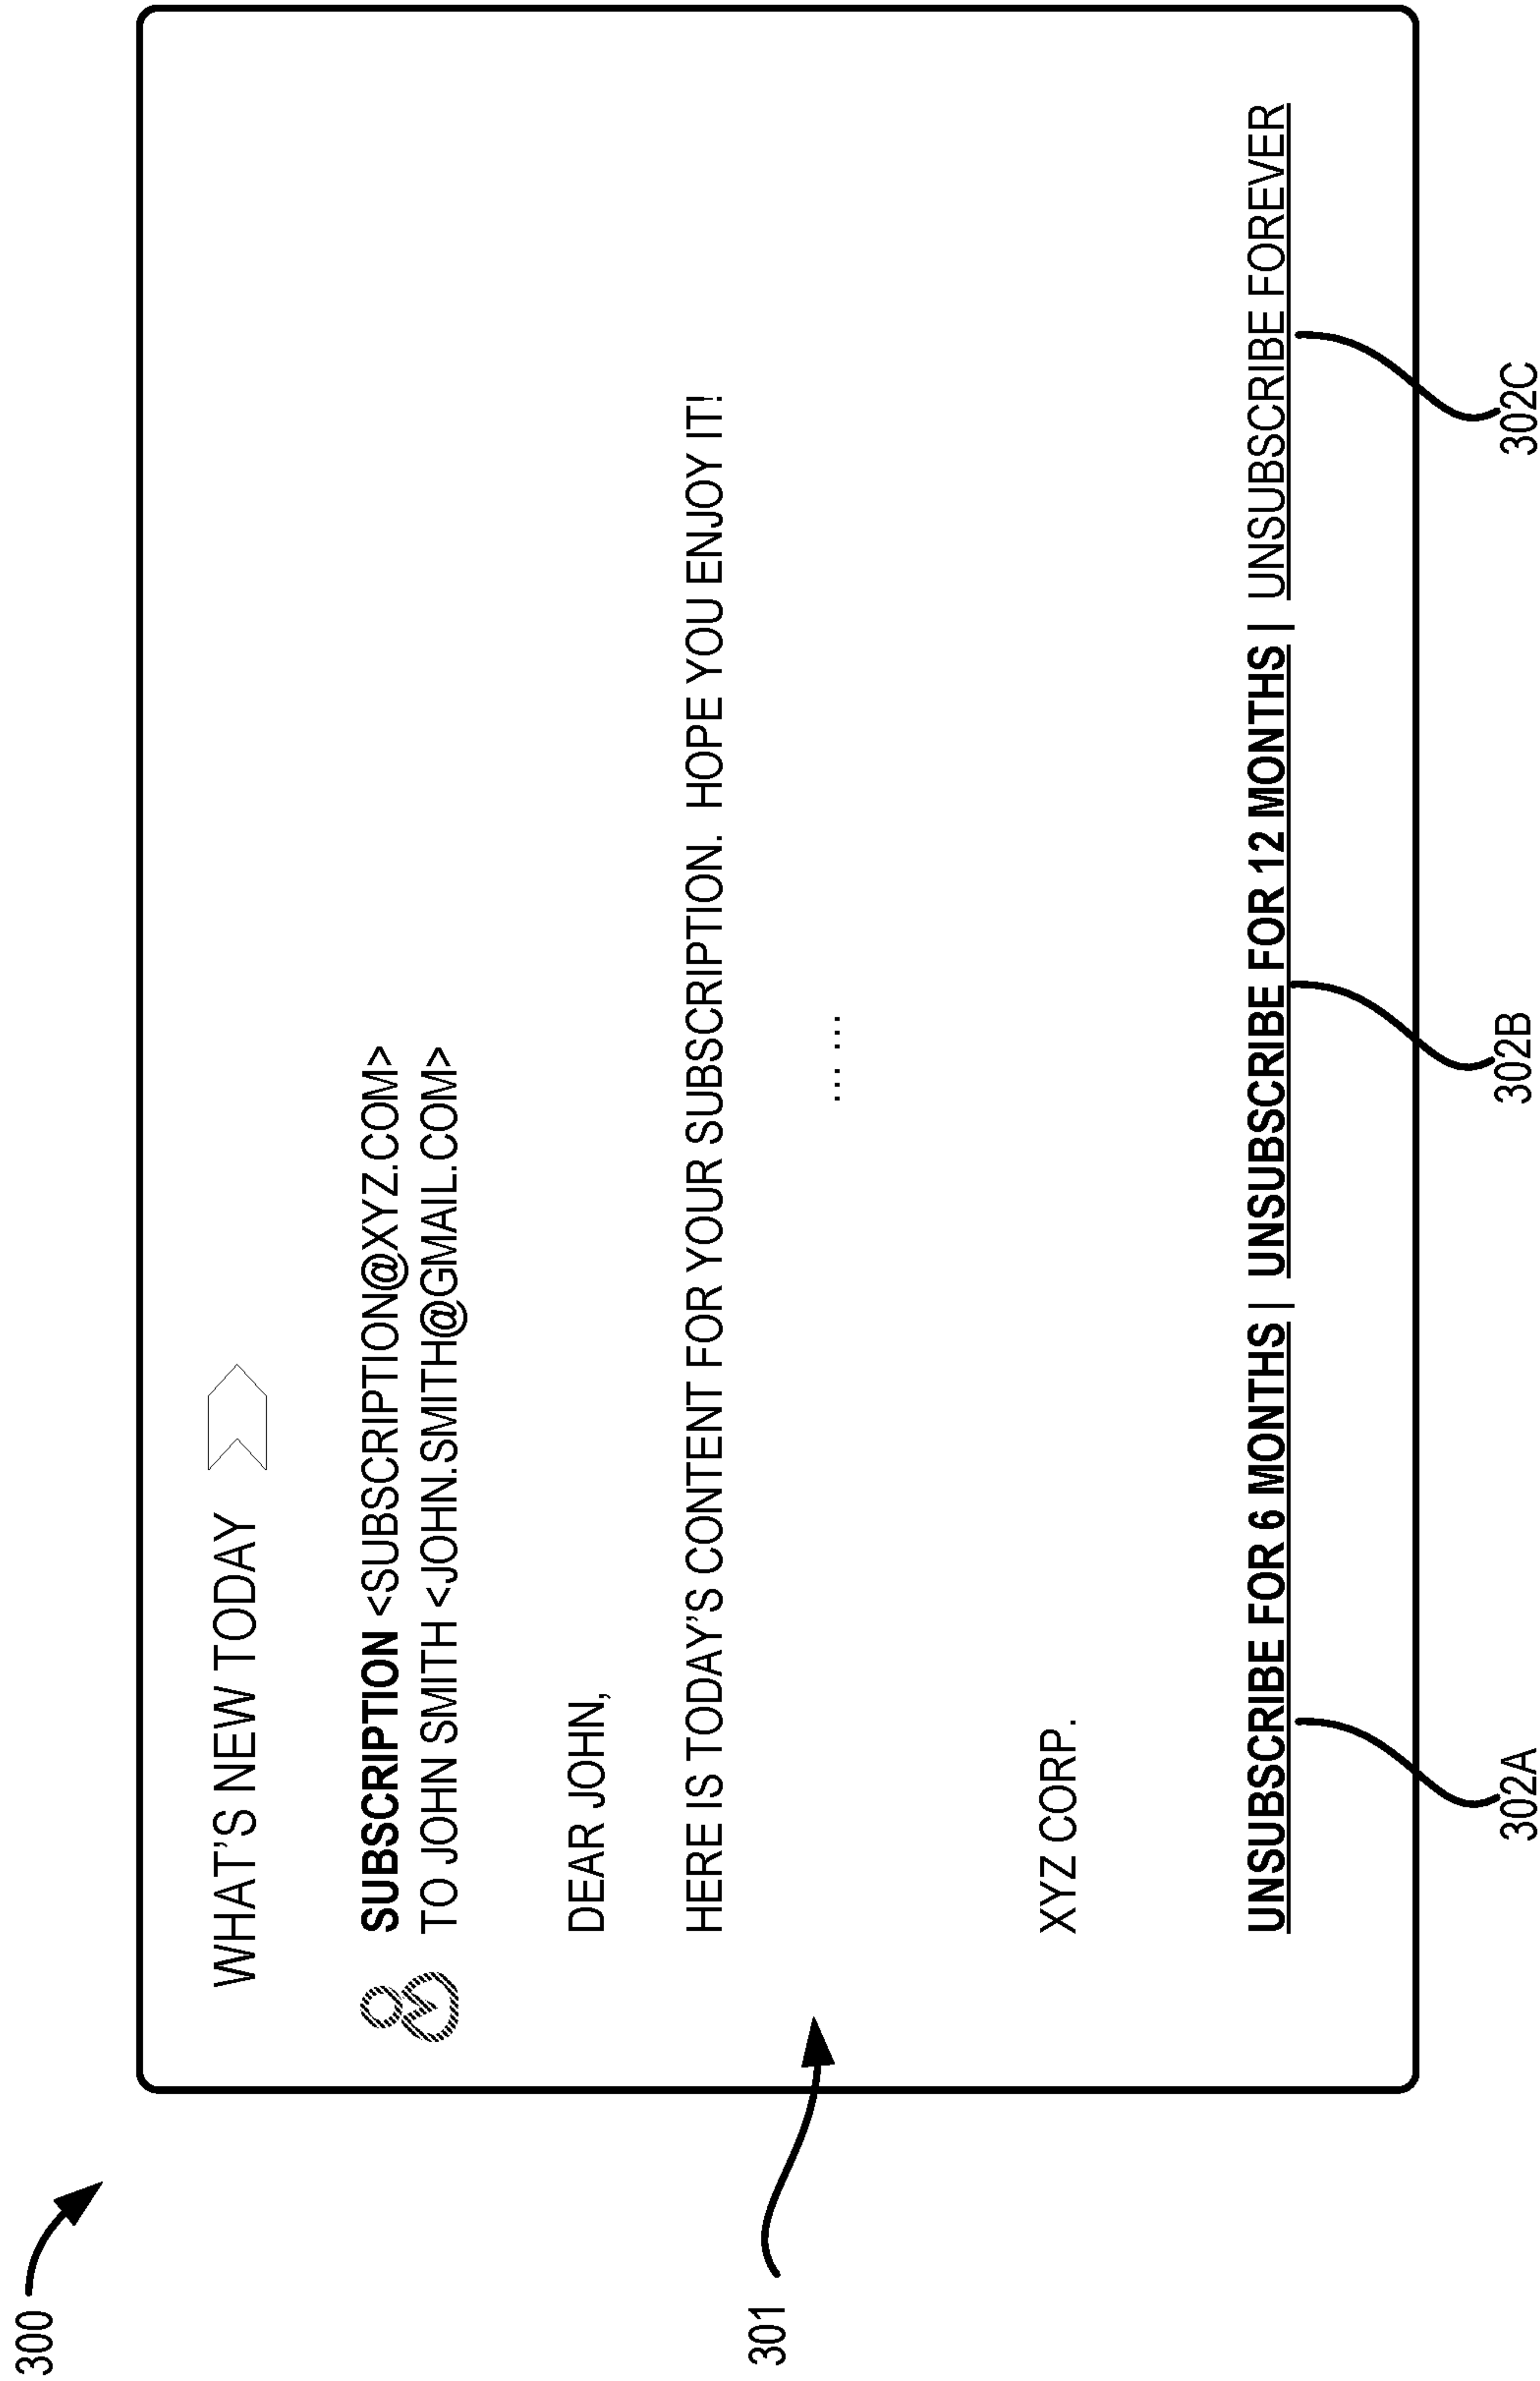 300
WHAT'S NEW TODAY
SUBSCRIPTION <SUBSCRIPTION@XYZ.COM>
TO JOHN SMITH <JOHN.SMITH@GMAIL.COM>
DEAR JOHN,
HERE IS TODAY'S CONTENT FOR YOUR SUBSCRIPTION. HOPE YOU ENJOY IT!
301
... ...
XYZ CORP.
UNSUBSCRIBE FOR 6 MONTHS | UNSUBSCRIBE FOR 12 MONTHS | UNSUBSCRIBE FOREVER
302A 302B 302C